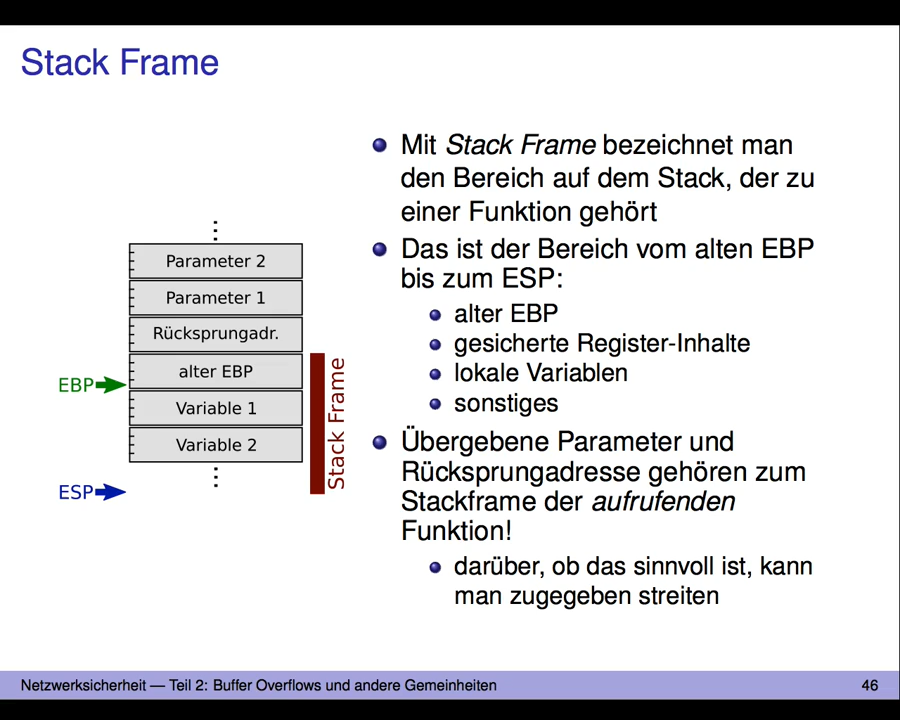 Stack Frame
Parameter 2
Parameter 1
Rücksprungadr.
alter EBP
EBP
Variable 1
Variable 2
ESP
Stack Frame
Mit Stack Frame bezeichnet man
den Bereich auf dem Stack, der zu
einer Funktion gehört
Das ist der Bereich vom alten EBP
bis zum ESP:
alter EBP
gesicherte Register-Inhalte
lokale Variablen
sonstiges
Übergebene Parameter und
Rücksprungadresse gehören zum
Stackframe der aufrufenden
Funktion!
darüber, ob das sinnvoll ist, kann
man zugegeben streiten
Netzwerksicherheit — Teil 2: Buffer Overflows und andere Gemeinheiten
46